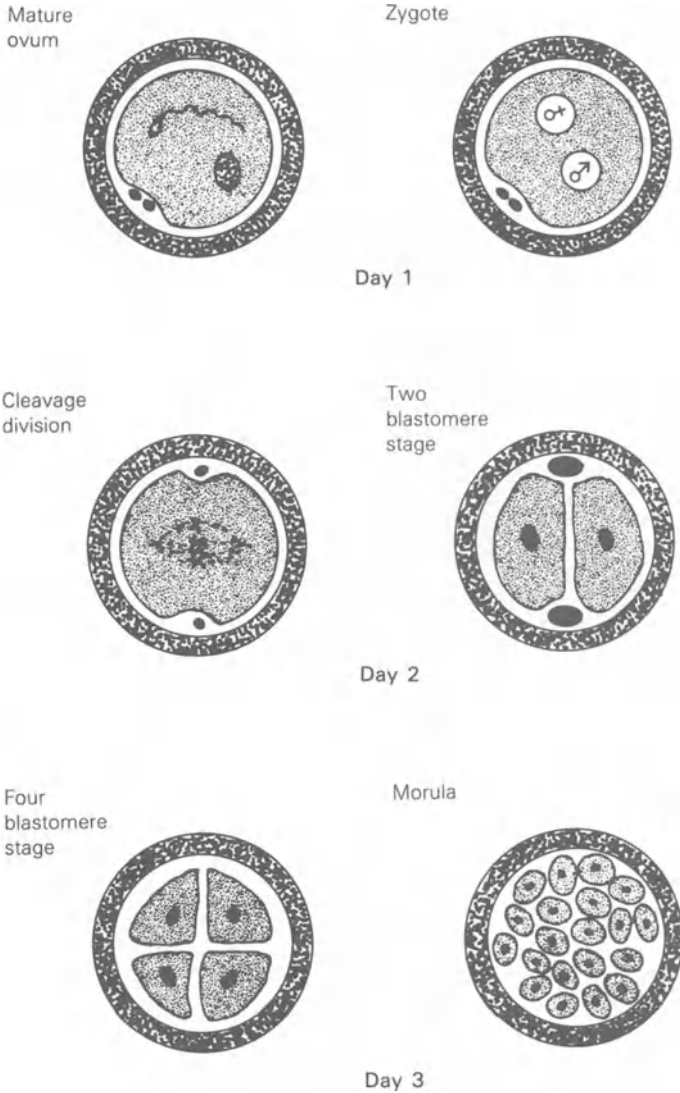 Mature
ovum
Zygote
Day 1
Cleavage
division
Two
blastomere
stage
Day 2
Four
blastomere
stage
Morula
Day 3